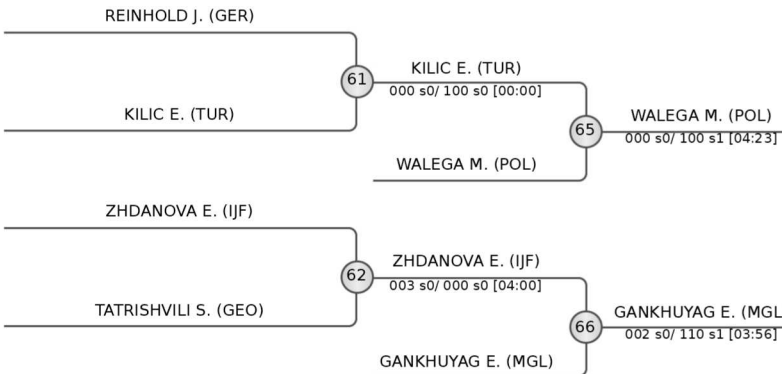 REINHOLD J. (GER)
61
KILIC E. (TUR)
000 s0/ 100 s0 [00:00]
KILIC E. (TUR)
65
WALEGA M. (POL)
000 s0/ 100 s1 [04:23]
WALEGA M. (POL)
ZHDANOVA E. (IJF)
62
ZHDANOVA E. (IJF)
003 s0/ 000 s0 [04:00]
TATRISHVILI S. (GEO)
66
GANKHUYAG E. (MGL
002 s0/ 110 s1 [03:56]
GANKHUYAG E. (MGL)